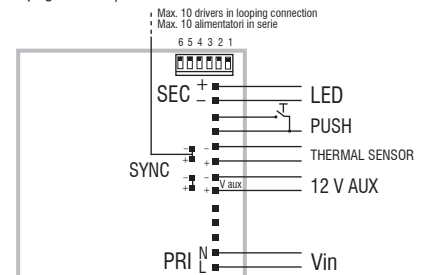 Max. 10 drivers in looping connection
Max. 10 alimentatori in serie
6 5 4 3 2 1
SEC + −
LED
PUSH
− + − +
THERMAL SENSOR
SYNC
− + − + V aux
12 V AUX
PRI N L
Vin